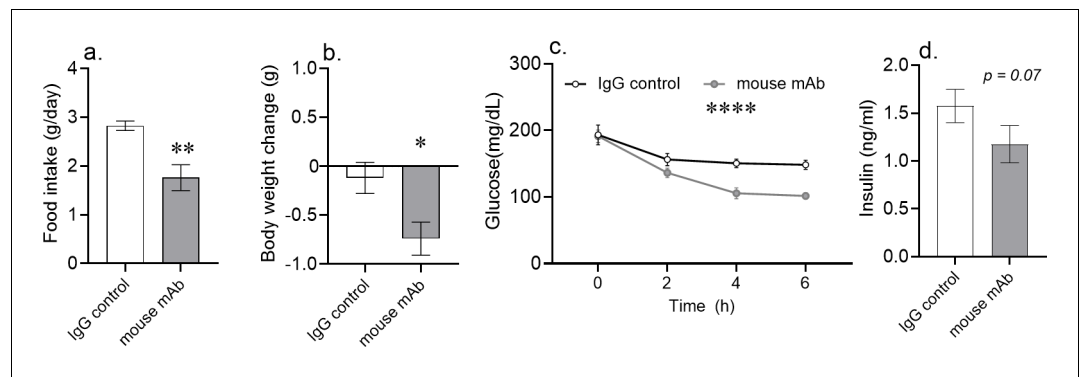 a.
Food intake (g/day)
4
3
2
1
0
**
IgG control
mouse mAb
b.
Body weight change (g)
1.0
0.5
0
-0.5
-1.0
*
IgG control
mouse mAb
c.
Glucose(mg/dL)
300
200
100
0
IgG control
mouse mAb
****
0 2 4 6
Time (h)
d.
Insulin (ng/ml)
2.0
1.5
1.0
0.5
0.0
p = 0.07
IgG control
mouse mAb